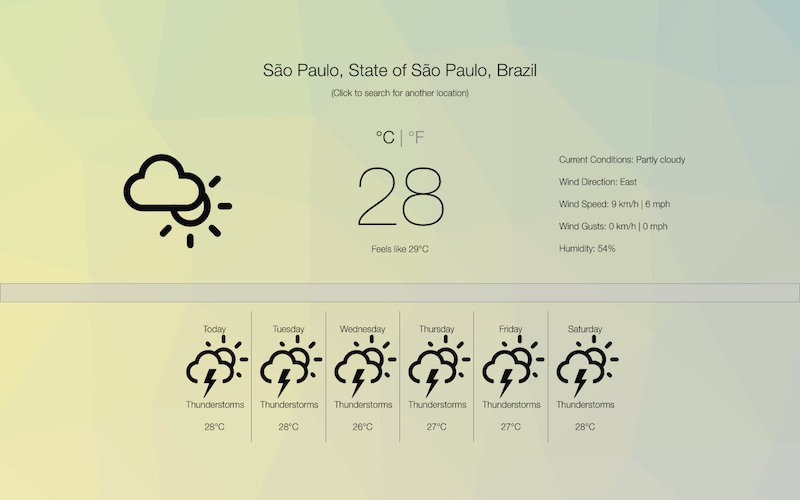 São Paulo, State of São Paulo, Brazil
(Click to search for another location)
°C | °F
28
Feels like 29°C
Current Conditions: Partly cloudy
Wind Direction: East
Wind Speed: 9 km/h | 6 mph
Wind Gusts: 0 km/h | 0 mph
Humidity: 54%
Today Tuesday Wednesday Thursday Friday Saturday
Thunderstorms Thunderstorms Thunderstorms Thunderstorms Thunderstorms Thunderstorms
28°C 28°C 26°C 27°C 27°C 28°C